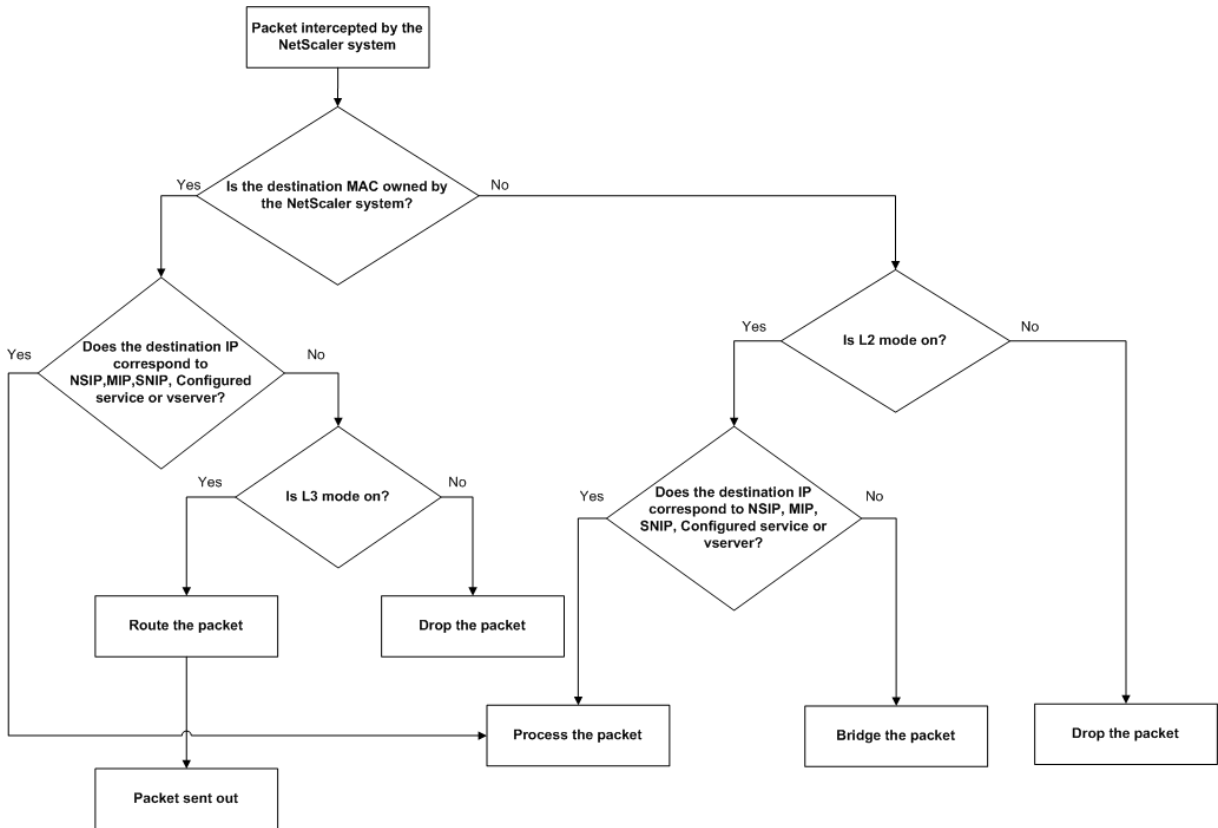 Packet intercepted by the
NetScaler system
Is the destination MAC owned by
the NetScaler system?
Yes
No
Does the destination IP
correspond to
NSIP,MIP,SNIP, Configured
service or vserver?
Yes
No
Is L2 mode on?
Yes
No
Is L3 mode on?
Yes
No
Does the destination IP
correspond to NSIP, MIP,
SNIP, Configured service or
vserver?
Yes
No
Route the packet
Drop the packet
Process the packet
Bridge the packet
Drop the packet
Packet sent out